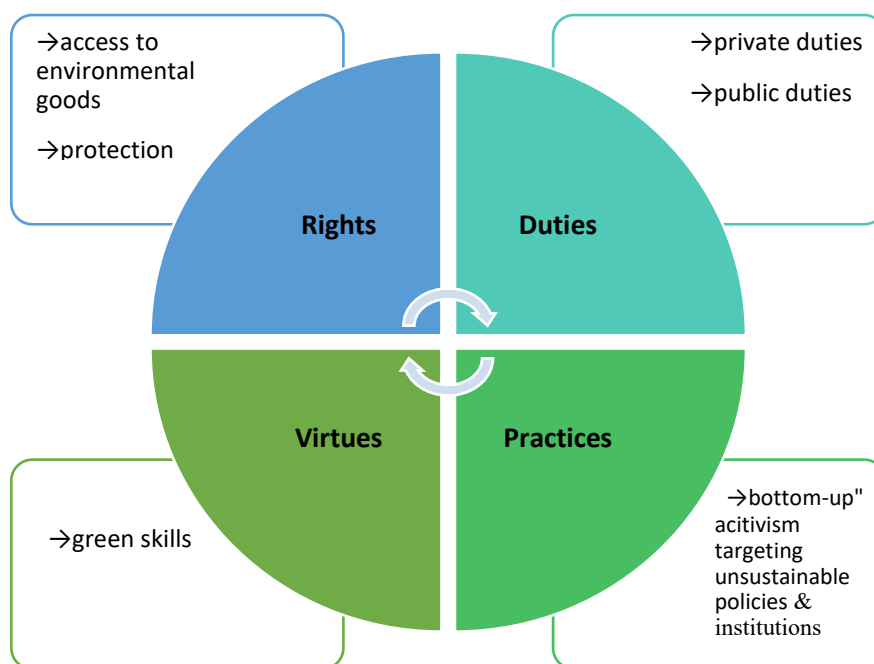 →access to
environmental
goods
→protection
→private duties
→public duties
Rights
Duties
Virtues
Practices
→green skills
→bottom-up"
acitivism
targeting
unsustainable
policies &
institutions